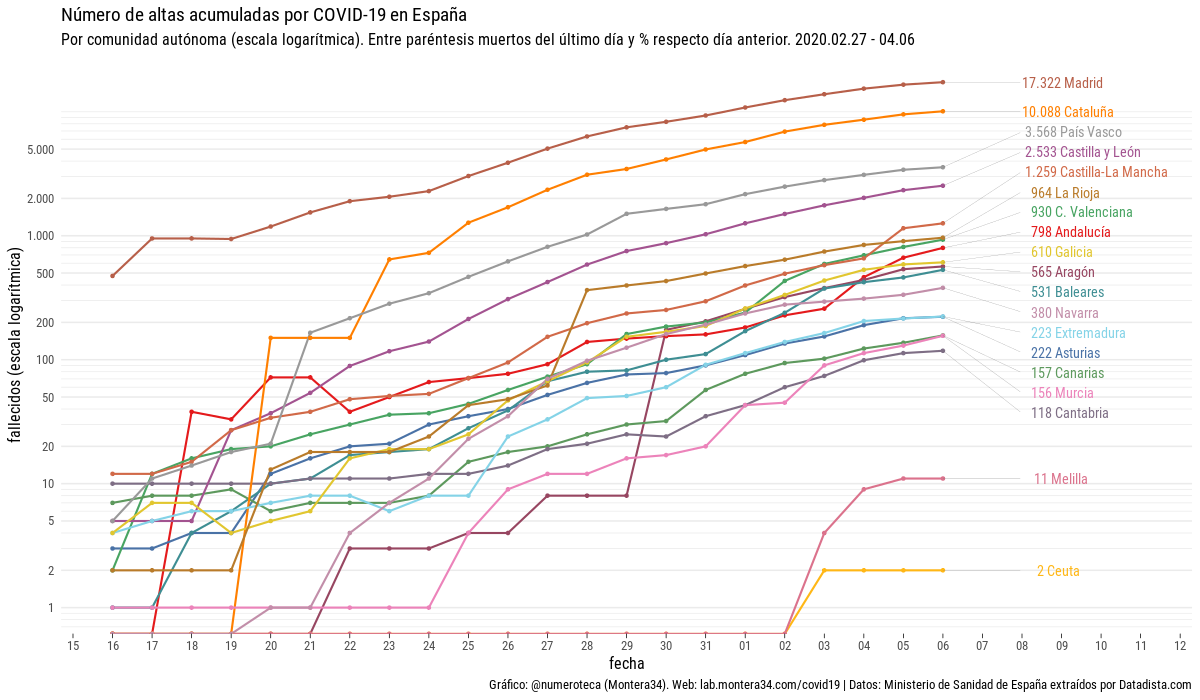 Número de altas acumuladas por COVID-19 en España
Por comunidad autónoma (escala logarítmica). Entre paréntesis muertos del último día y % respecto día anterior. 2020.02.27 - 04.06
fallecidos (escala logarítmica)
5.000
2.000
1.000
500
200
100
50
20
10
5
2
1
17.322 Madrid
10.088 Cataluña
3.568 País Vasco
2.533 Castilla y León
1.259 Castilla-La Mancha
964 La Rioja
930 C. Valenciana
798 Andalucía
610 Galicia
565 Aragón
531 Baleares
380 Navarra
223 Extremadura
222 Asturias
157 Canarias
156 Murcia
118 Cantabria
11 Melilla
2 Ceuta
15 16 17 18 19 20 21 22 23 24 25 26 27 28 29 30 31 01 02 03 04 05 06 07 08 09 10 11 12
fecha
Gráfico: @numeroteca (Montera34). Web: lab.montera34.com/covid19 | Datos: Ministerio de Sanidad de España extraídos por Datadista.com